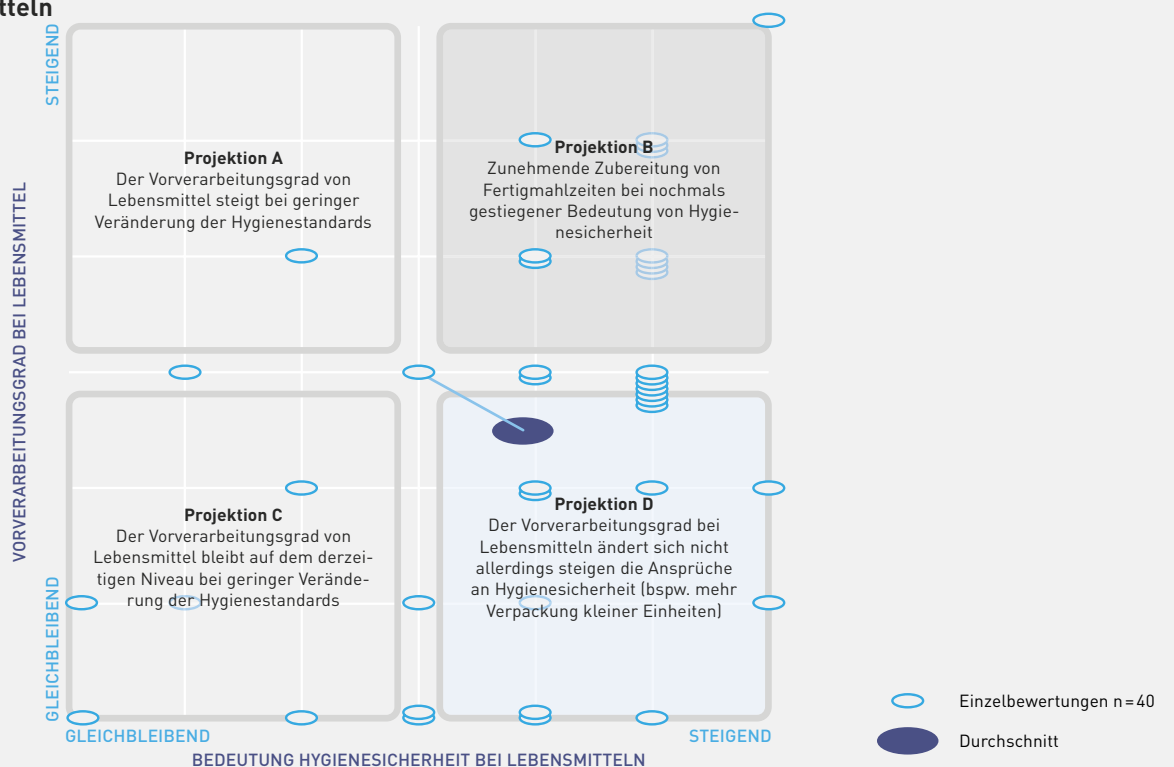 tteln
STEIGEND
VORVERARBEITUNGSGRAD BEI LEBENSMITTEL
GLEICHBLEIBEND
Projektion A
Der Vorverarbeitungsgrad von
Lebensmittel steigt bei geringer
Veränderung der Hygienestandards
Projektion B
Zunehmende Zubereitung von
Fertigmahlzeiten bei nochmals
gestiegener Bedeutung von Hygie-
nesicherheit
Projektion C
Der Vorverarbeitungsgrad von
Lebensmittel bleibt auf dem derzei-
tigen Niveau bei geringer Verände-
rung der Hygienestandards
Projektion D
Der Vorverarbeitungsgrad bei
Lebensmitteln ändert sich nicht
allerdings steigen die Ansprüche
an Hygienesicherheit (bspw. mehr
Verpackung kleiner Einheiten)
GLEICHBLEIBEND
STEIGEND
BEDEUTUNG HYGIENESICHERHEIT BEI LEBENSMITTELN
Einzelbewertungen n=40
Durchschnitt